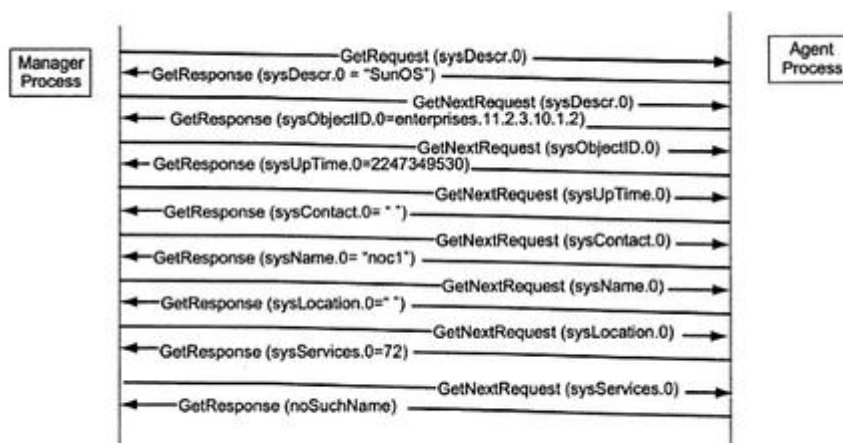 Manager
Process
Agent
Process
GetRequest (sysDescr.0)
GetResponse (sysDescr.0 = "SunOS")
GetNextRequest (sysDescr.0)
GetResponse (sysObjectID.0=enterprises.11.2.3.10.1.2)
GetNextRequest (sysObjectID.0)
GetResponse (sysUpTime.0=2247349530)
GetNextRequest (sysUpTime.0)
GetResponse (sysContact.0= " ")
GetNextRequest (sysContact.0)
GetResponse (sysName.0= "noc1")
GetNextRequest (sysName.0)
GetResponse (sysLocation.0=" ")
GetNextRequest (sysLocation.0)
GetResponse (sysServices.0=72)
GetNextRequest (sysServices.0)
GetResponse (noSuchName)